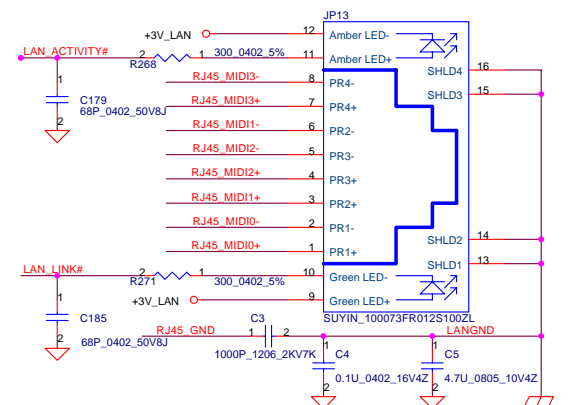 JP13
+3V_LAN
12
Amber LED-
LAN_ACTIVITY#
2
1
300_0402_5%
11
Amber LED+
R268
SHLD4
16
RJ45_MIDI3-
8
PR4-
SHLD3
15
1
C179
68P_0402_50V8J
2
RJ45_MIDI3+
7
PR4+
RJ45_MIDI1-
6
PR2-
RJ45_MIDI2-
5
PR3-
RJ45_MIDI2+
4
PR3+
RJ45_MIDI1+
3
PR2+
RJ45_MIDI0-
2
PR1-
SHLD2
14
RJ45_MIDI0+
1
PR1+
SHLD1
13
LAN_LINK#
2
1
300_0402_5%
10
Green LED-
R271
+3V_LAN
9
Green LED+
1
C185
68P_0402_50V8J
2
SUYIN_100073FR012S100ZL
RJ45_GND
C3
1
2
1000P_1206_2KV7K
LANGND
1
C4
0.1U_0402_16V4Z
2
1
C5
4.7U_0805_10V4Z
2